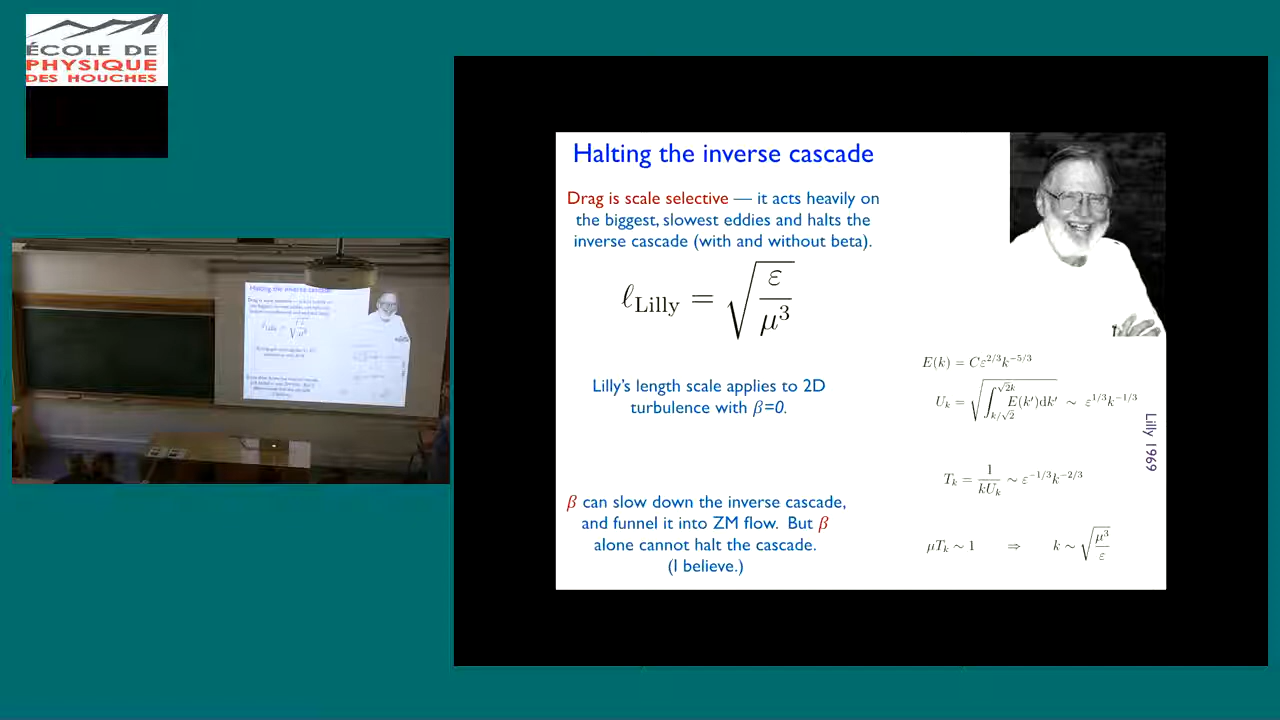 ÉCOLE DE
PHYSIQUE
DES HOUCHES
Halting the inverse cascade
Drag is scale selective — it acts heavily on
the biggest, slowest eddies and halts the
inverse cascade (with and without beta).
ℓ_Lilly = √(ε/μ³)
Lilly's length scale applies to 2D
turbulence with β=0.
β can slow down the inverse cascade,
and funnel it into ZM flow. But β
alone cannot halt the cascade.
(I believe.)
E(k) = Cε^{2/3}k^{-5/3}
U_k = √(∫_{k/√2}^{√2k} E(k′)dk′) ∼ ε^{1/3}k^{-1/3}
T_k = 1/(kU_k) ∼ ε^{-1/3}k^{-2/3}
μT_k ∼ 1 ⇒ k ∼ √(μ³/ε)
Lilly 1969
Halting the inverse cascade